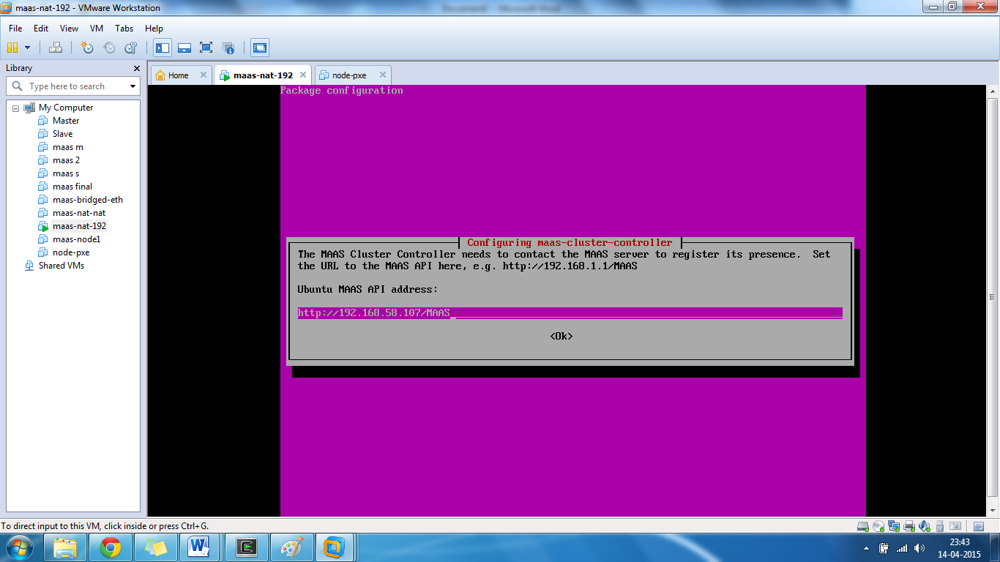 maas-nat-192 - VMware Workstation
Document2 - Microsoft Word
File Edit View VM Tabs Help
Library
Type here to search
My Computer
Master
Slave
maas m
maas 2
maas s
maas final
maas-bridged-eth
maas-nat-nat
maas-nat-192
maas-node1
node-pxe
Shared VMs
Home
maas-nat-192
node-pxe
Package configuration
Configuring maas-cluster-controller
The MAAS Cluster Controller needs to contact the MAAS server to register its presence.  Set
the URL to the MAAS API here, e.g. http://192.168.1.1/MAAS
Ubuntu MAAS API address:
http://192.168.58.107/MAAS
<Ok>
To direct input to this VM, click inside or press Ctrl+G.
23:43
14-04-2015